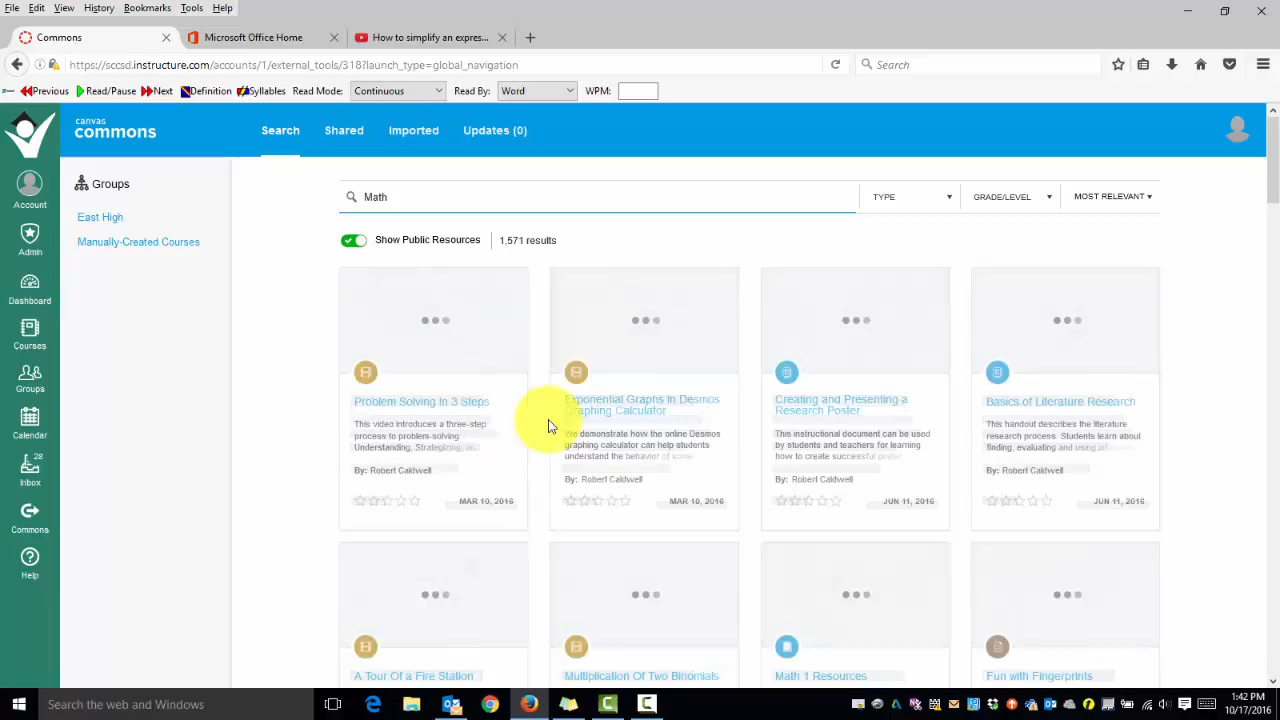 File Edit View History Bookmarks Tools Help
Commons
Microsoft Office Home
How to simplify an expres...
https://sccsd.instructure.com/accounts/1/external_tools/318?launch_type=global_navigation
Search
Previous Read/Pause Next Definition Syllables Read Mode: Continuous Read By: Word WPM:
canvas
commons
Search Shared Imported Updates (0)
Account
Admin
Dashboard
Courses
Groups
Calendar
28
Inbox
Commons
Help
Groups
East High
Manually-Created Courses
Math
TYPE
GRADE/LEVEL
MOST RELEVANT
Show Public Resources
1,571 results
Problem Solving In 3 Steps
This video introduces a three-step
process to problem-solving
Understanding, Strategizing, an
By: Robert Caldwell
MAR 10, 2016
Exponential Graphs In Desmos
Graphing Calculator
We demonstrate how the online Desmos
graphing calculator can help students
understand the behavior of some
By: Robert Caldwell
MAR 10, 2016
Creating and Presenting a
Research Poster
This instructional document can be used
by students and teachers for learning
how to create successful poster
By: Robert Caldwell
JUN 11, 2016
Basics of Literature Research
This handout describes the literature
research process. Students learn about
finding, evaluating and using
By: Robert Caldwell
JUN 11, 2016
A Tour Of a Fire Station
Multiplication Of Two Binomials
Math 1 Resources
Fun with Fingerprints
Search the web and Windows
1:42 PM
10/17/2016